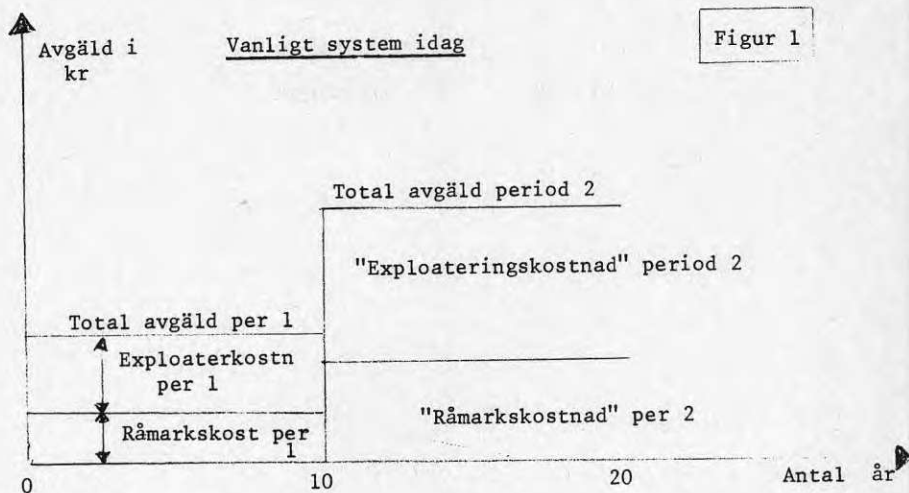 Avgäld i
kr
Vanligt system idag
Figur 1
Total avgäld period 2
"Exploateringskostnad" period 2
Total avgäld per 1
Exploaterkostn
per 1
"Råmarkskostnad" per 2
Råmarkskost per
1
0
10
20
Antal år